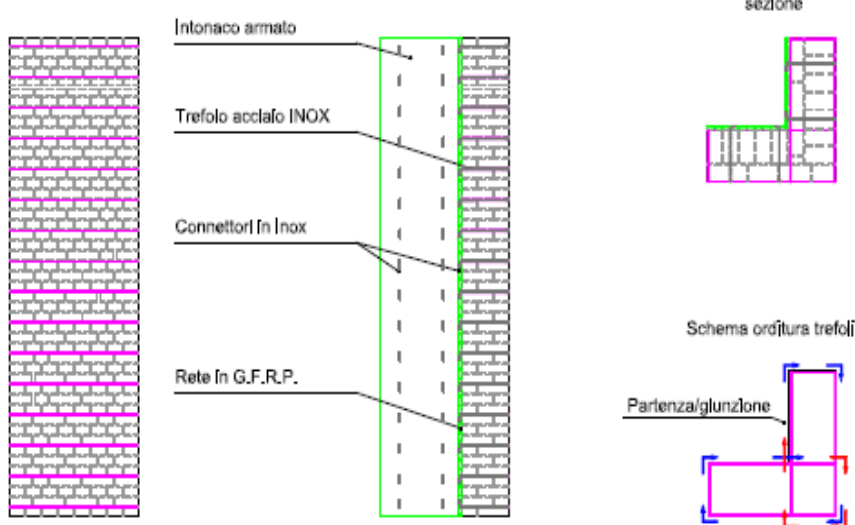 sezione
Intonaco armato
Trefolo acciaio INOX
Connettori in Inox
Rete in G.F.R.P.
Schema orditura trefoli
Partenza/giunzione